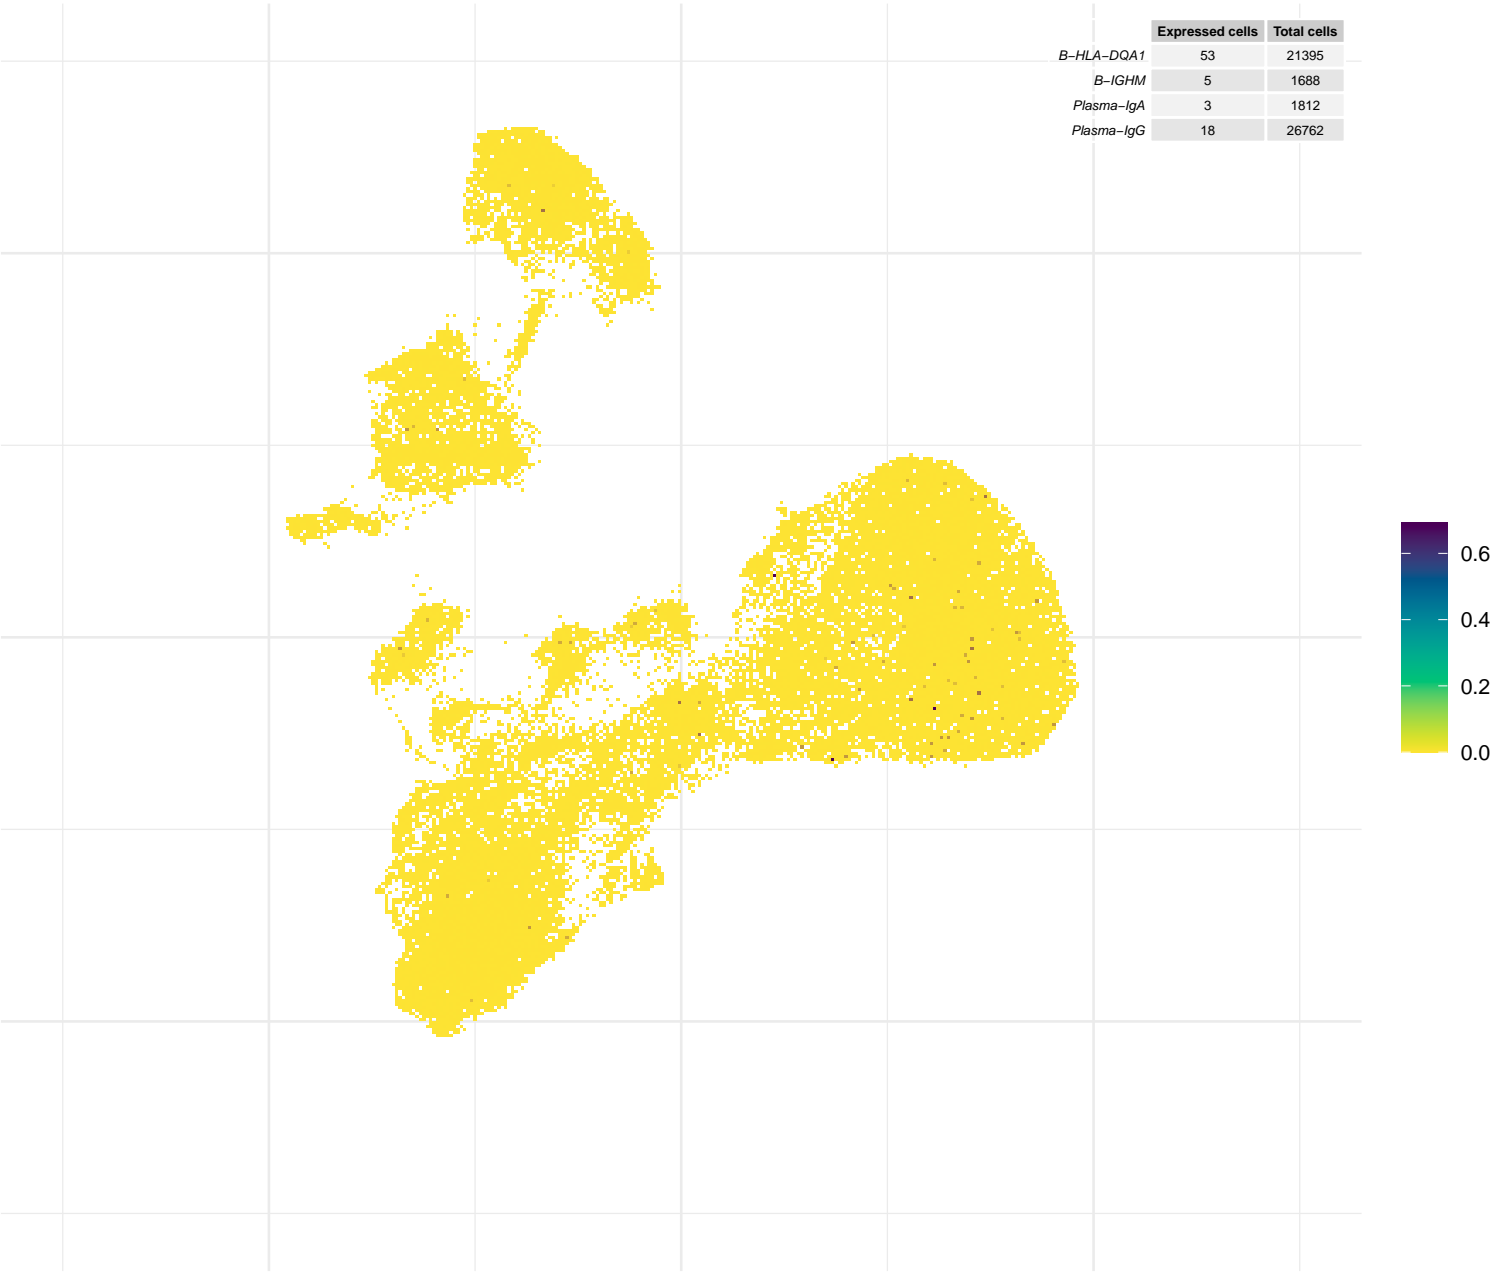 Expressed cells Total cells
B−HLA−DQA1 53 21395
B−IGHM 5 1688
Plasma−IgA 3 1812
Plasma−IgG 18 26762
0.6
0.4
0.2
0.0